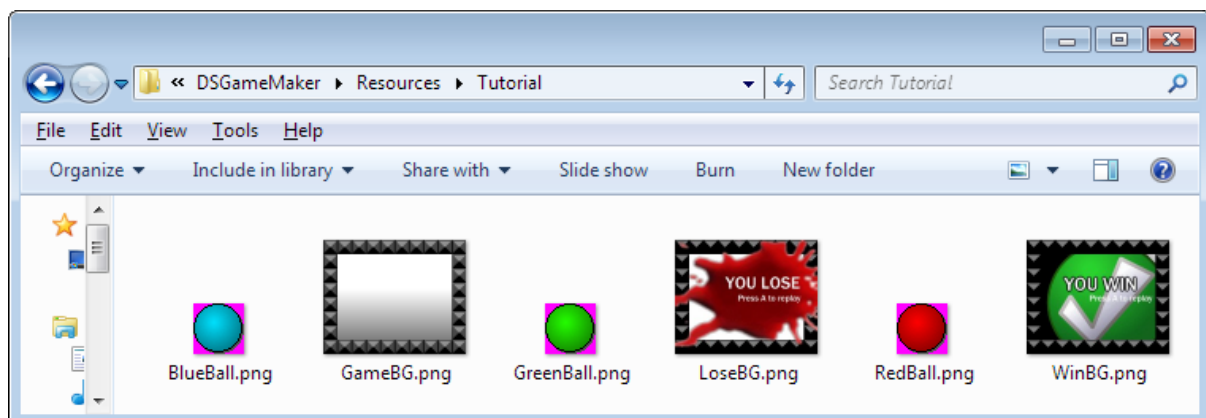 « DSGameMaker Resources Tutorial Search Tutorial
File Edit View Tools Help
Organize Include in library Share with Slide show Burn New folder
YOU LOSE
Press A to replay
YOU WIN
Press A to replay
BlueBall.png GameBG.png GreenBall.png LoseBG.png RedBall.png WinBG.png